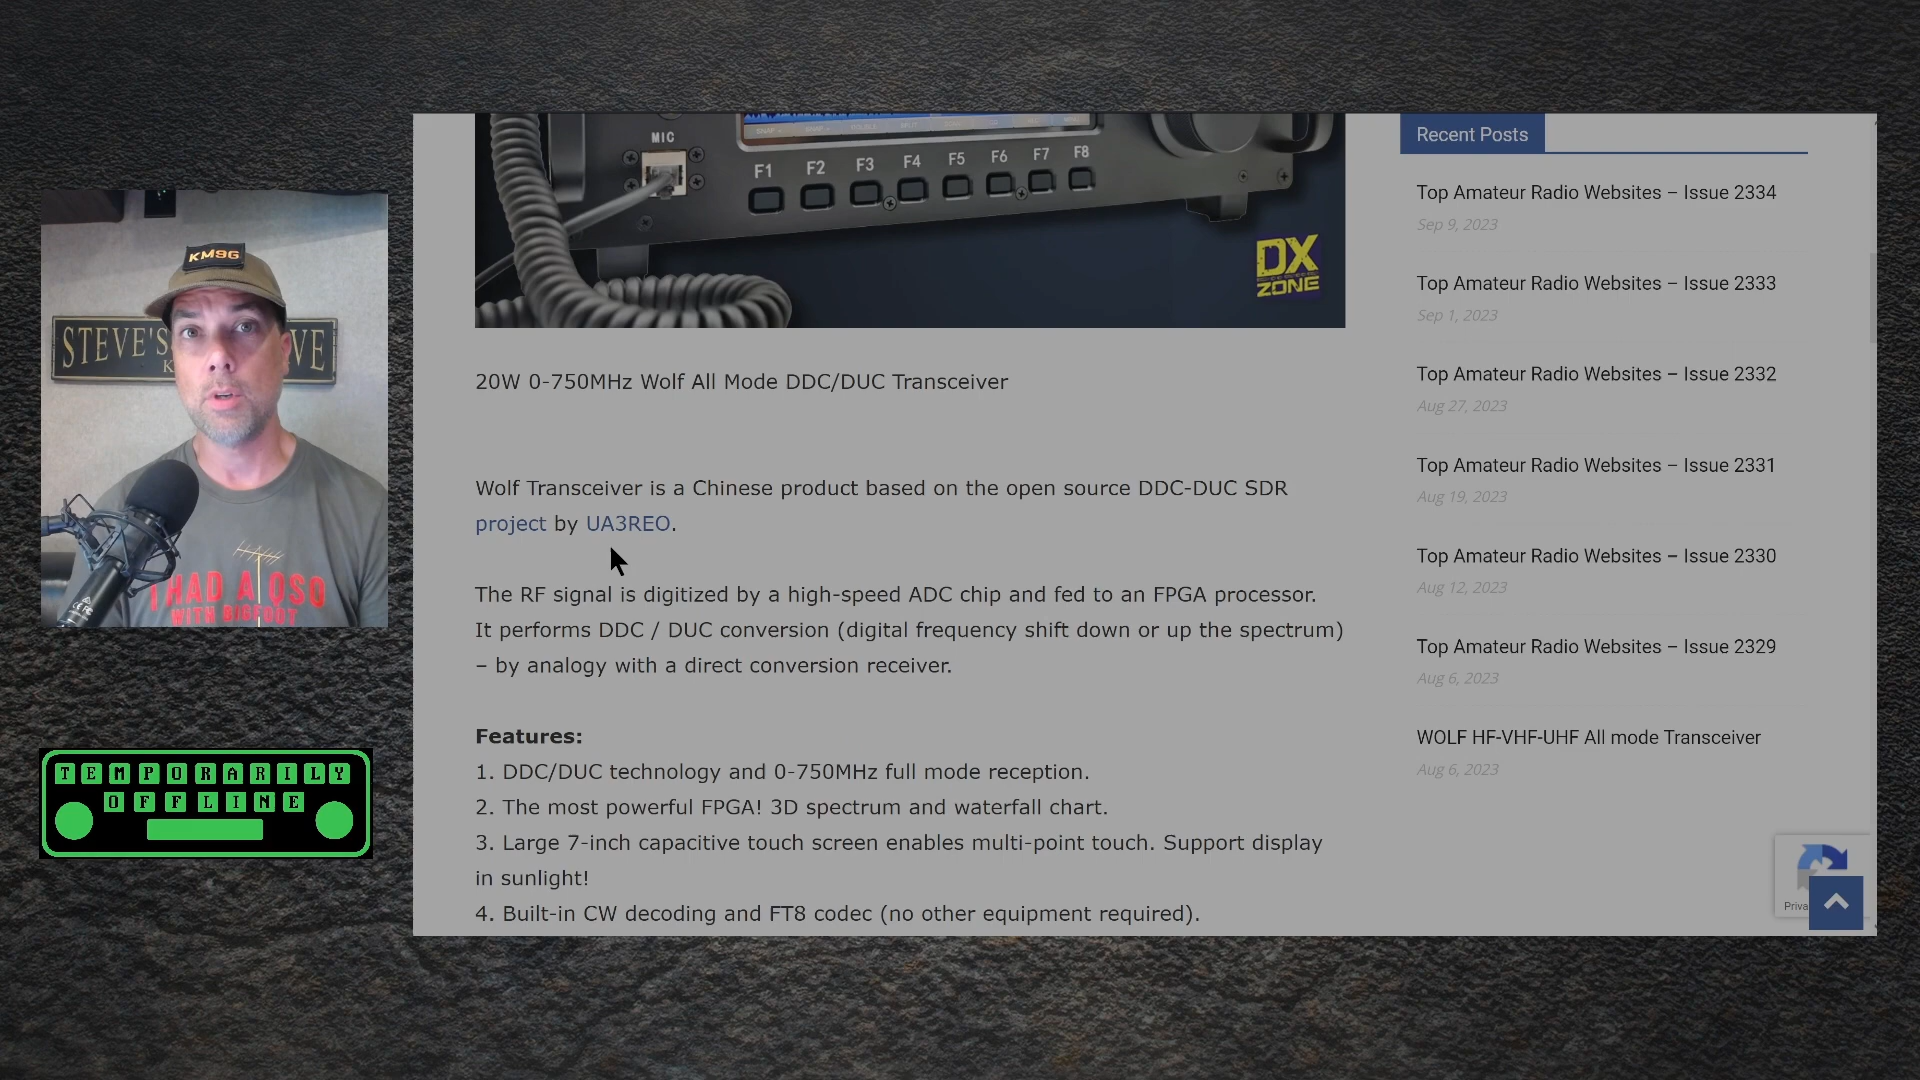 KM9G
STEVE'S
VE
K
I HAD A QSO
WITH BIGFOOT
TEMPORARILY
OFFLINE
MIC
F1 F2 F3 F4 F5 F6 F7 F8
DX
ZONE
20W 0-750MHz Wolf All Mode DDC/DUC Transceiver
Wolf Transceiver is a Chinese product based on the open source DDC-DUC SDR
project by UA3REO.
The RF signal is digitized by a high-speed ADC chip and fed to an FPGA processor.
It performs DDC / DUC conversion (digital frequency shift down or up the spectrum)
– by analogy with a direct conversion receiver.
Features:
1. DDC/DUC technology and 0-750MHz full mode reception.
2. The most powerful FPGA! 3D spectrum and waterfall chart.
3. Large 7-inch capacitive touch screen enables multi-point touch. Support display
in sunlight!
4. Built-in CW decoding and FT8 codec (no other equipment required).
Recent Posts
Top Amateur Radio Websites – Issue 2334
Sep 9, 2023
Top Amateur Radio Websites – Issue 2333
Sep 1, 2023
Top Amateur Radio Websites – Issue 2332
Aug 27, 2023
Top Amateur Radio Websites – Issue 2331
Aug 19, 2023
Top Amateur Radio Websites – Issue 2330
Aug 12, 2023
Top Amateur Radio Websites – Issue 2329
Aug 6, 2023
WOLF HF-VHF-UHF All mode Transceiver
Aug 6, 2023
Priva